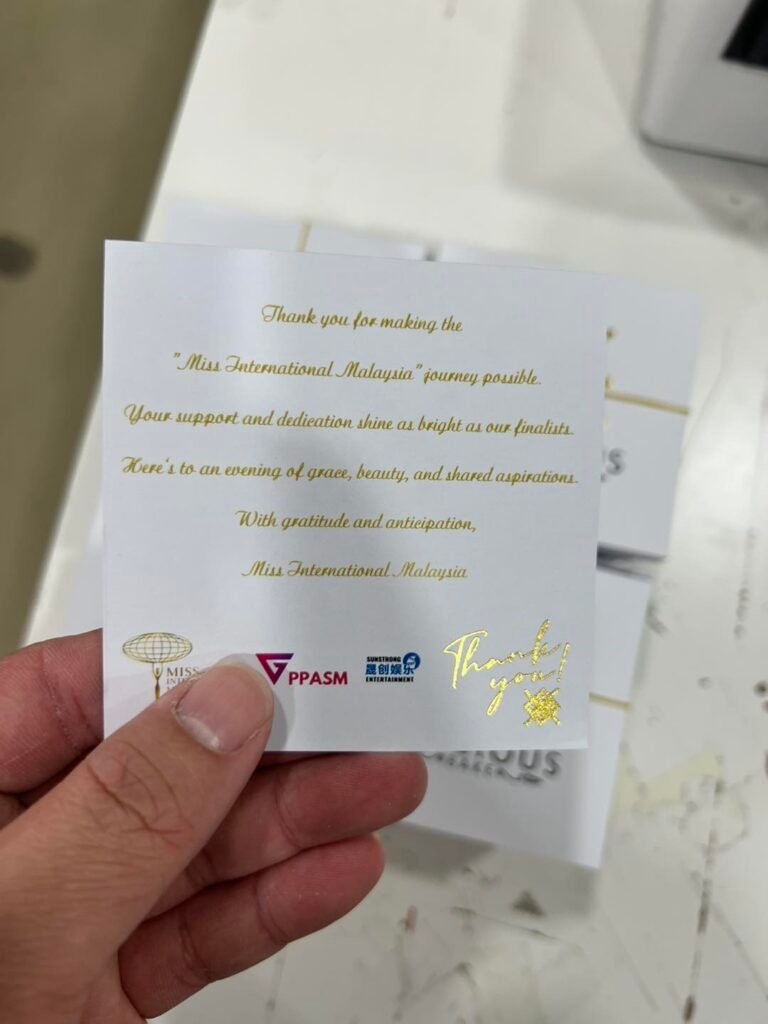 Thank you for making the
"Miss International Malaysia" journey possible.
Your support and dedication shine as bright as our finalists.
Here's to an evening of grace, beauty, and shared aspirations.
With gratitude and anticipation,
Miss International Malaysia
MISS
PPASM
SUNSTRONG
晟创娱乐
ENTERTAINMENT
Thank
you!